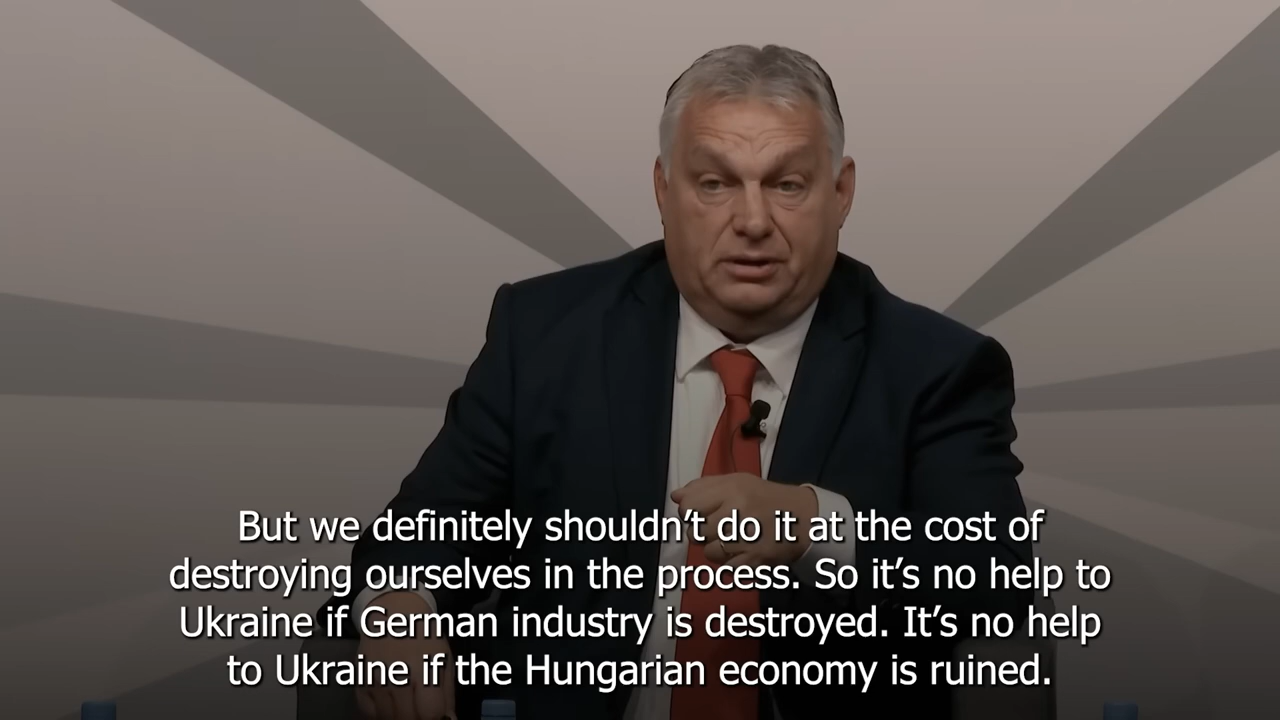 But we definitely shouldn’t do it at the cost of
destroying ourselves in the process. So it’s no help to
Ukraine if German industry is destroyed. It’s no help
to Ukraine if the Hungarian economy is ruined.